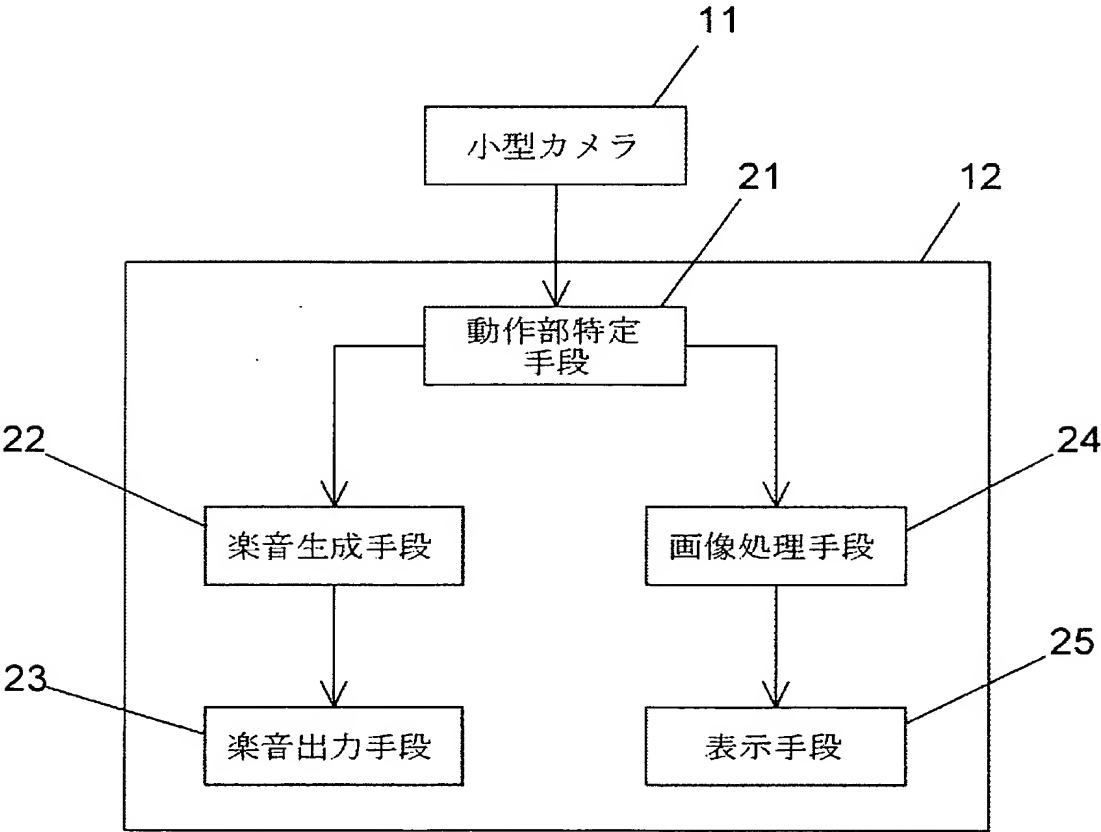 11
小型カメラ
21
12
動作部特定
手段
22
24
楽音生成手段
画像処理手段
23
25
楽音出力手段
表示手段